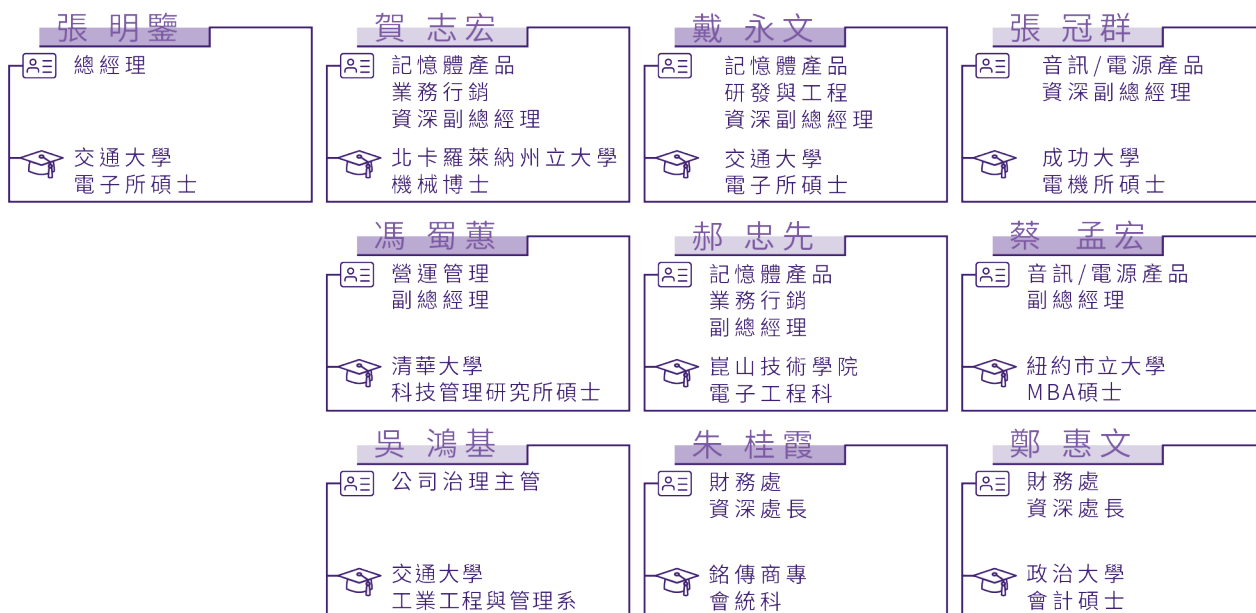 張 明鑒
總經理
交通大學
電子所碩士
賀 志宏
記憶體產品
業務行銷
資深副總經理
北卡羅萊納州立大學
機械博士
戴 永文
記憶體產品
研發與工程
資深副總經理
交通大學
電子所碩士
張 冠群
音訊/電源產品
資深副總經理
成功大學
電機所碩士
馮 蜀蕙
營運管理
副總經理
清華大學
科技管理研究所碩士
郝 忠先
記憶體產品
業務行銷
副總經理
崑山技術學院
電子工程科
蔡 孟宏
音訊/電源產品
副總經理
紐約市立大學
MBA碩士
吳 鴻基
公司治理主管
交通大學
工業工程與管理系
朱 桂霞
財務處
資深處長
銘傳商專
會統科
鄭 惠文
財務處
資深處長
政治大學
會計碩士